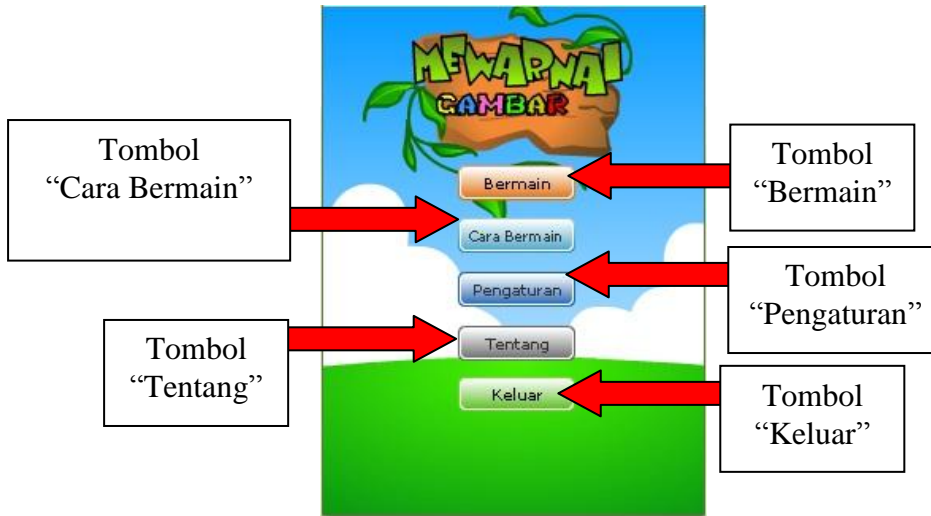 MEWARNAI
GAMBAR
Tombol
“Cara Bermain”
Tombol
“Bermain”
Bermain
Cara Bermain
Tombol
“Pengaturan”
Pengaturan
Tombol
“Tentang”
Tentang
Tombol
“Keluar”
Keluar